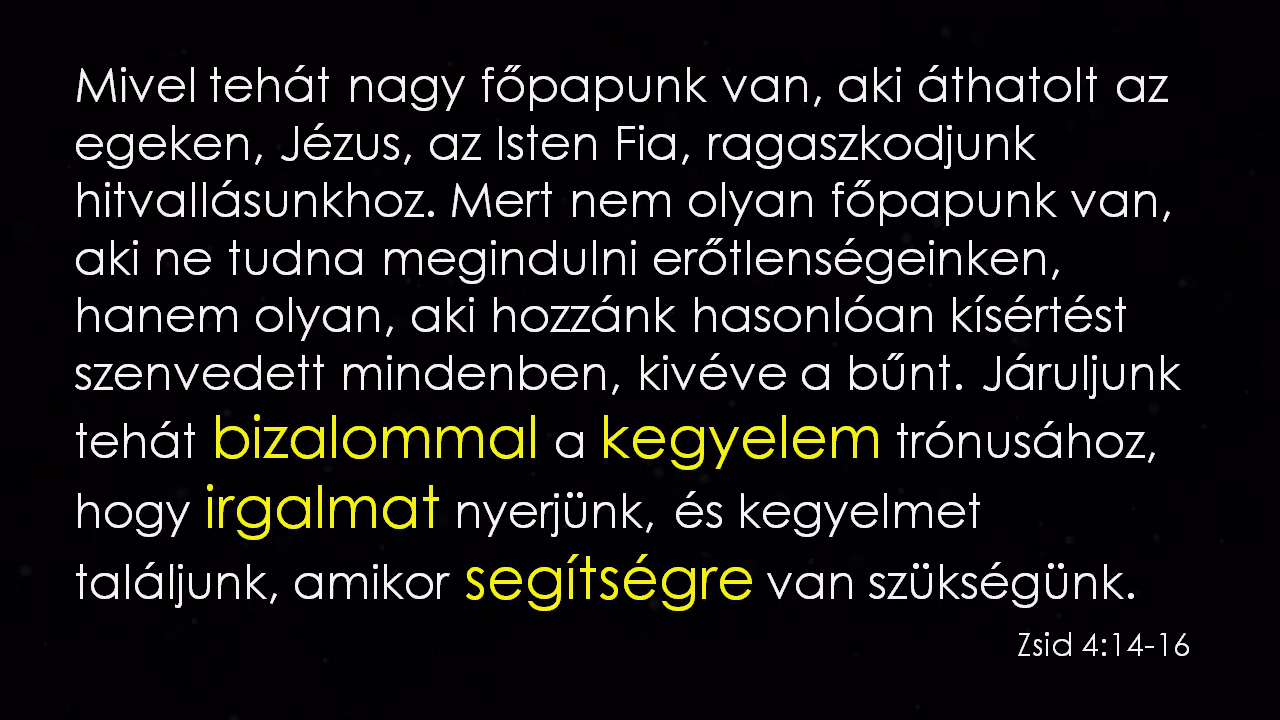 Mivel tehát nagy főpapunk van, aki áthatolt az
egeken, Jézus, az Isten Fia, ragaszkodjunk
hitvallásunkhoz. Mert nem olyan főpapunk van,
aki ne tudna megindulni erőtlenségeinken,
hanem olyan, aki hozzánk hasonlóan kísértést
szenvedett mindenben, kivéve a bűnt. Járuljunk
tehát bizalommal a kegyelem trónusához,
hogy irgalmat nyerjünk, és kegyelmet
találjunk, amikor segítségre van szükségünk.
Zsid 4:14-16